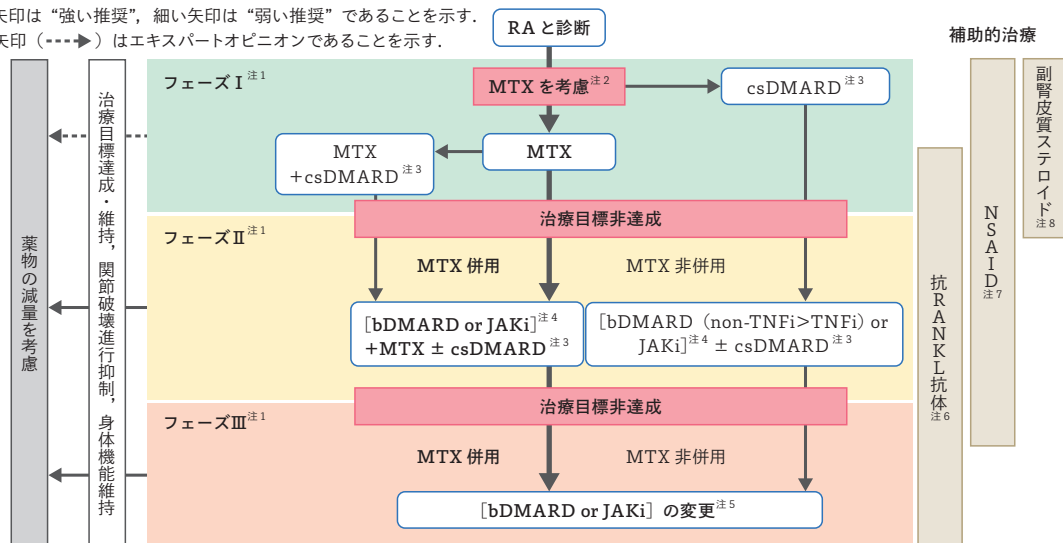 矢印は“強い推奨”，細い矢印は“弱い推奨”であることを示す．
矢印（----▶）はエキスパートオピニオンであることを示す．
RAと診断
補助的治療
フェーズⅠ注1
MTXを考慮注2
csDMARD注3
MTX
+csDMARD注3
MTX
治療目標非達成
フェーズⅡ注1
MTX 併用
MTX 非併用
［bDMARD or JAKi］注4
+MTX ± csDMARD注3
［bDMARD（non-TNFi>TNFi）or
JAKi］注4 ± csDMARD注3
治療目標非達成
フェーズⅢ注1
MTX 併用
MTX 非併用
［bDMARD or JAKi］の変更注5
薬物の減量を考慮
治療目標達成・維持，関節破壊進行抑制，身体機能維持
抗RANKL抗体注6
NSAID注7
副腎皮質ステロイド注8